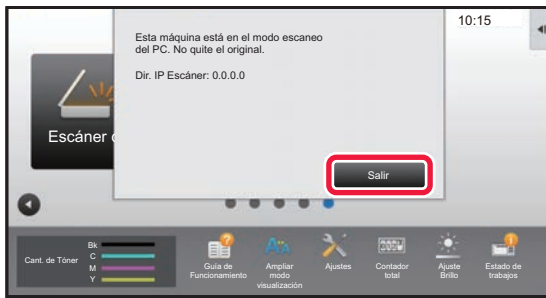 10:15
Esta máquina está en el modo escaneo
del PC. No quite el original.
Dir. IP Escáner: 0.0.0.0
Escáner
Salir
Cant. de Tóner
Bk
C
M
Y
Guía de
Funcionamiento
Ampliar
modo
visualización
Ajustes
Contador
total
Ajuste
Brillo
Estado de
trabajos